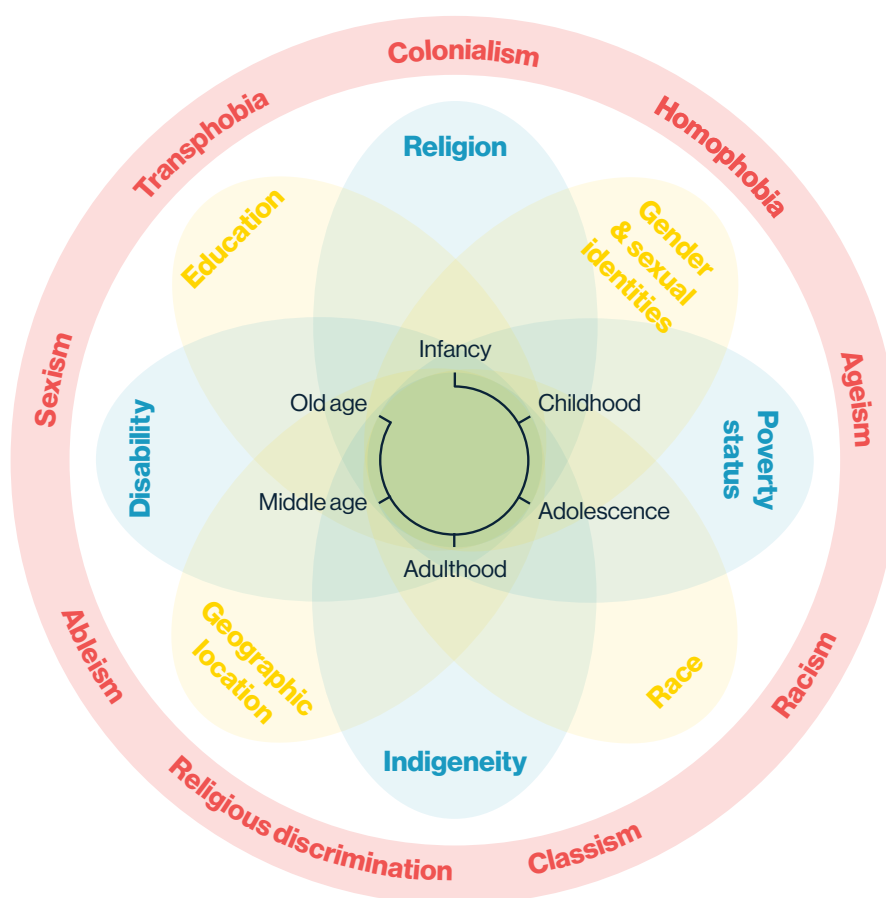 Colonialism
Transphobia
Homophobia
Religion
Education
Gender
& sexual
identities
Infancy
Sexism
Ageism
Old age
Childhood
Disability
Poverty
status
Middle age
Adolescence
Adulthood
Geographic
location
Race
Ableism
Racism
Indigeneity
Religious discrimination
Classism